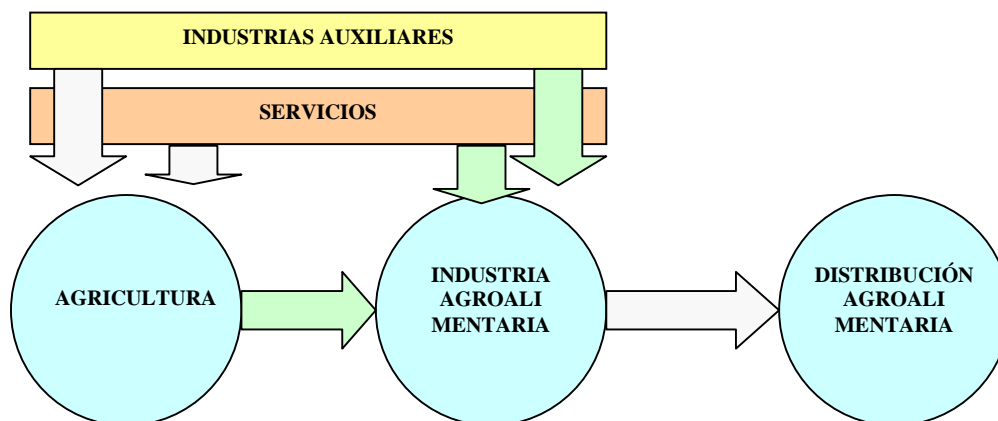 INDUSTRIAS AUXILIARES
SERVICIOS
AGRICULTURA
INDUSTRIA
AGROALI
MENTARIA
DISTRIBUCIÓN
AGROALI
MENTARIA